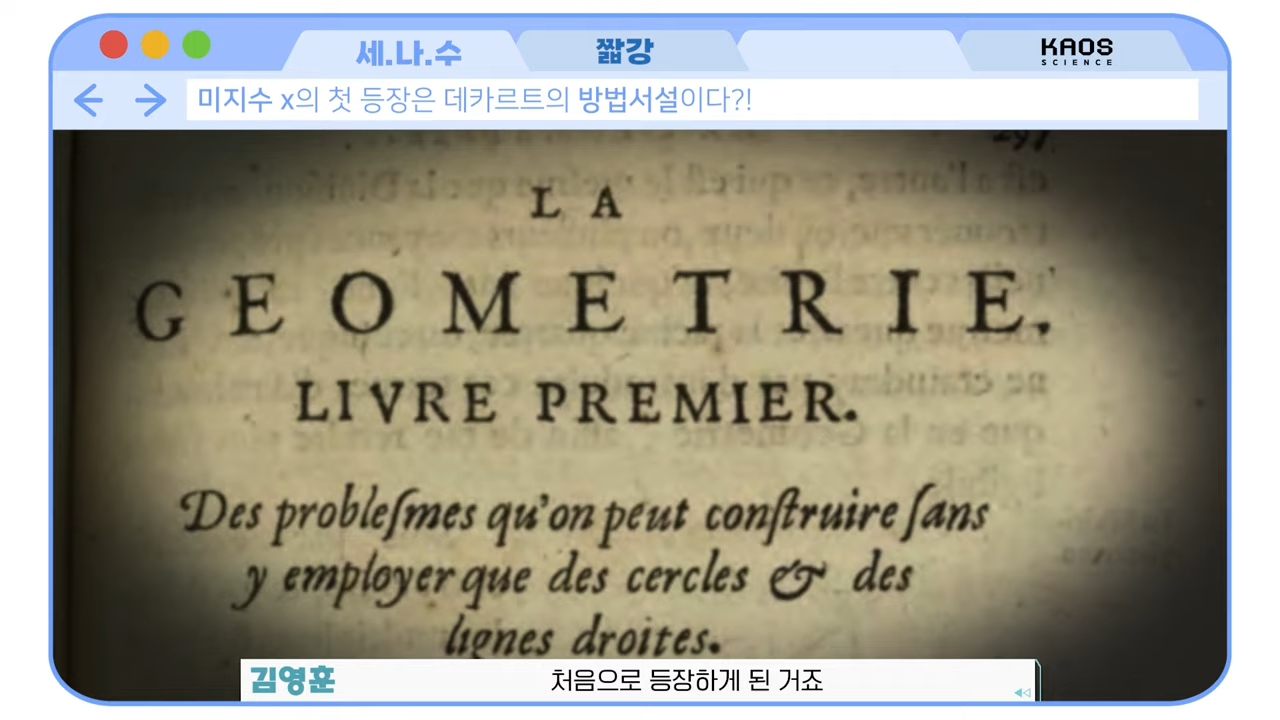 세.나.수
짧강
KAOS
SCIENCE
미지수 x의 첫 등장은 데카르트의 방법서설이다?!
297
LA
GEOMETRIE.
LIVRE PREMIER.
Des probleſmes qu'on peut conſtruire ſans
y employer que des cercles & des
lignes droites.
김영훈
처음으로 등장하게 된 거죠